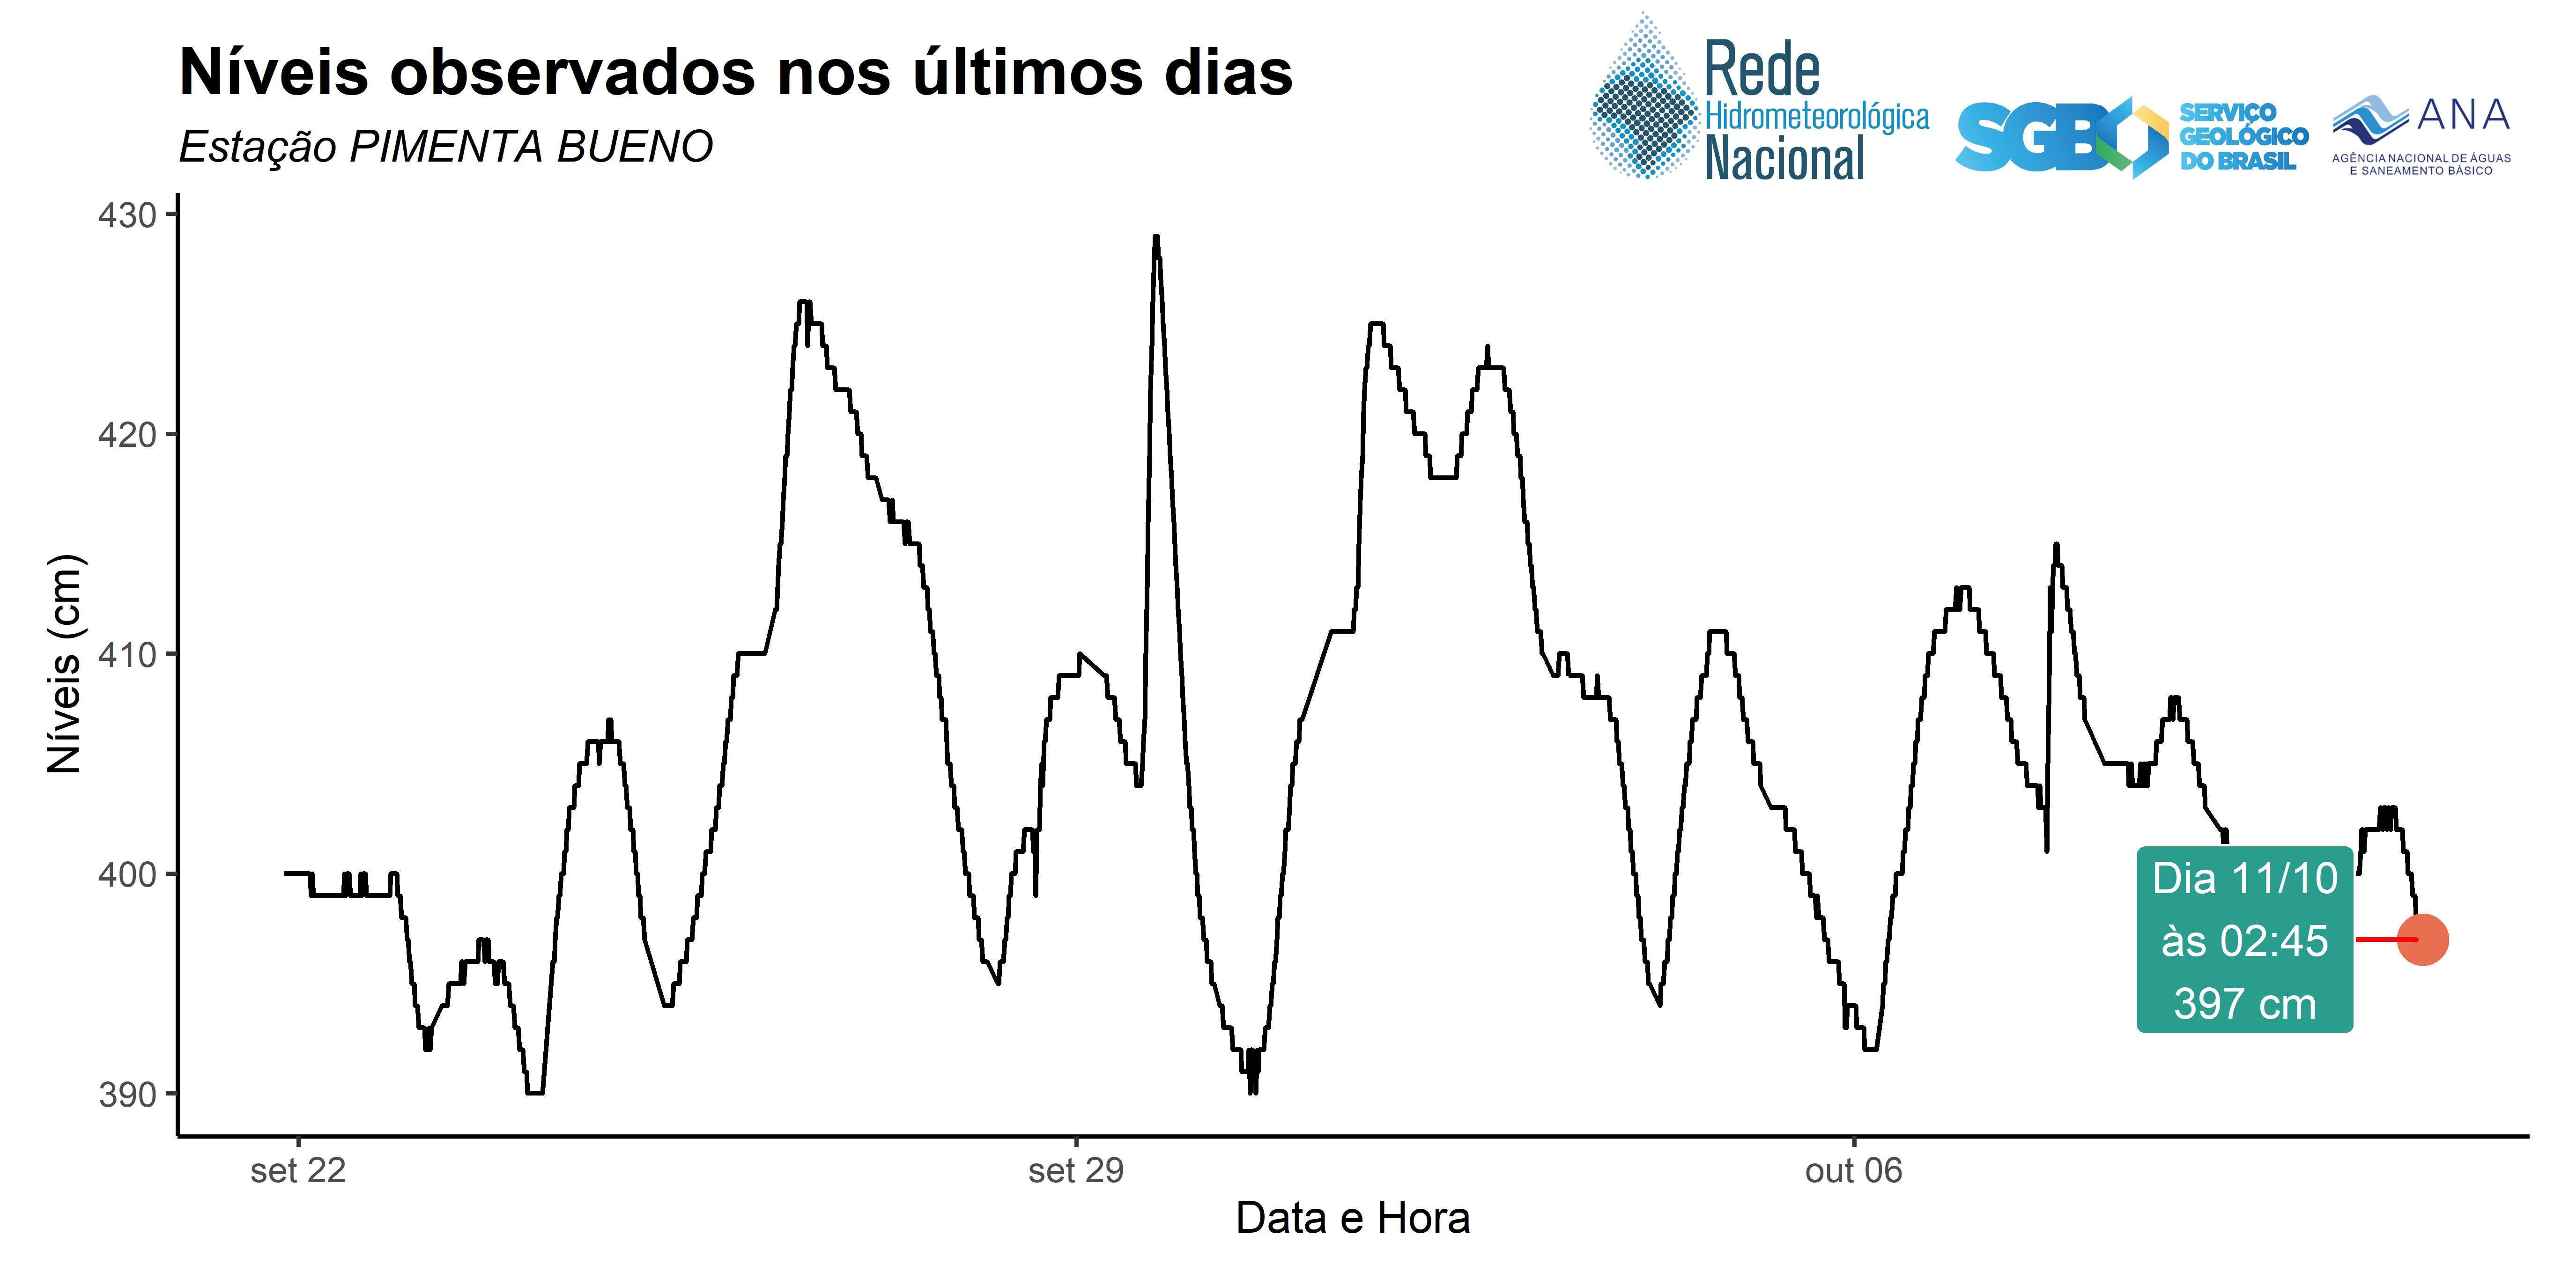 Níveis observados nos últimos dias
Estação PIMENTA BUENO
Rede
Hidrometeorológica
Nacional
SGB
SERVIÇO
GEOLÓGICO
DO BRASIL
ANA
AGÊNCIA NACIONAL DE ÁGUAS
E SANEAMENTO BÁSICO
Níveis (cm)
430
420
410
400
390
Dia 11/10
às 02:45
397 cm
set 22
set 29
out 06
Data e Hora